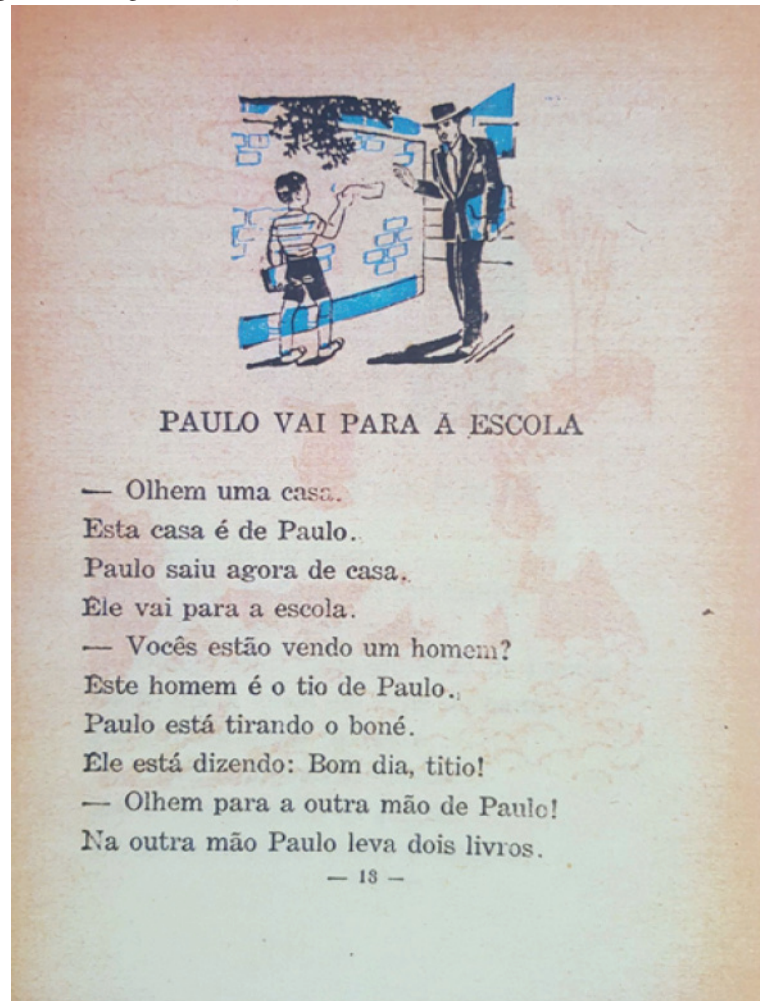 PAULO VAI PARA A ESCOLA
— Olhem uma casa.
Esta casa é de Paulo.
Paulo saiu agora de casa.
Êle vai para a escola.
— Vocês estão vendo um homem?
Êste homem é o tio de Paulo.
Paulo está tirando o boné.
Êle está dizendo: Bom dia, titio!
— Olhem para a outra mão de Paulo!
Na outra mão Paulo leva dois livros.
— 13 —